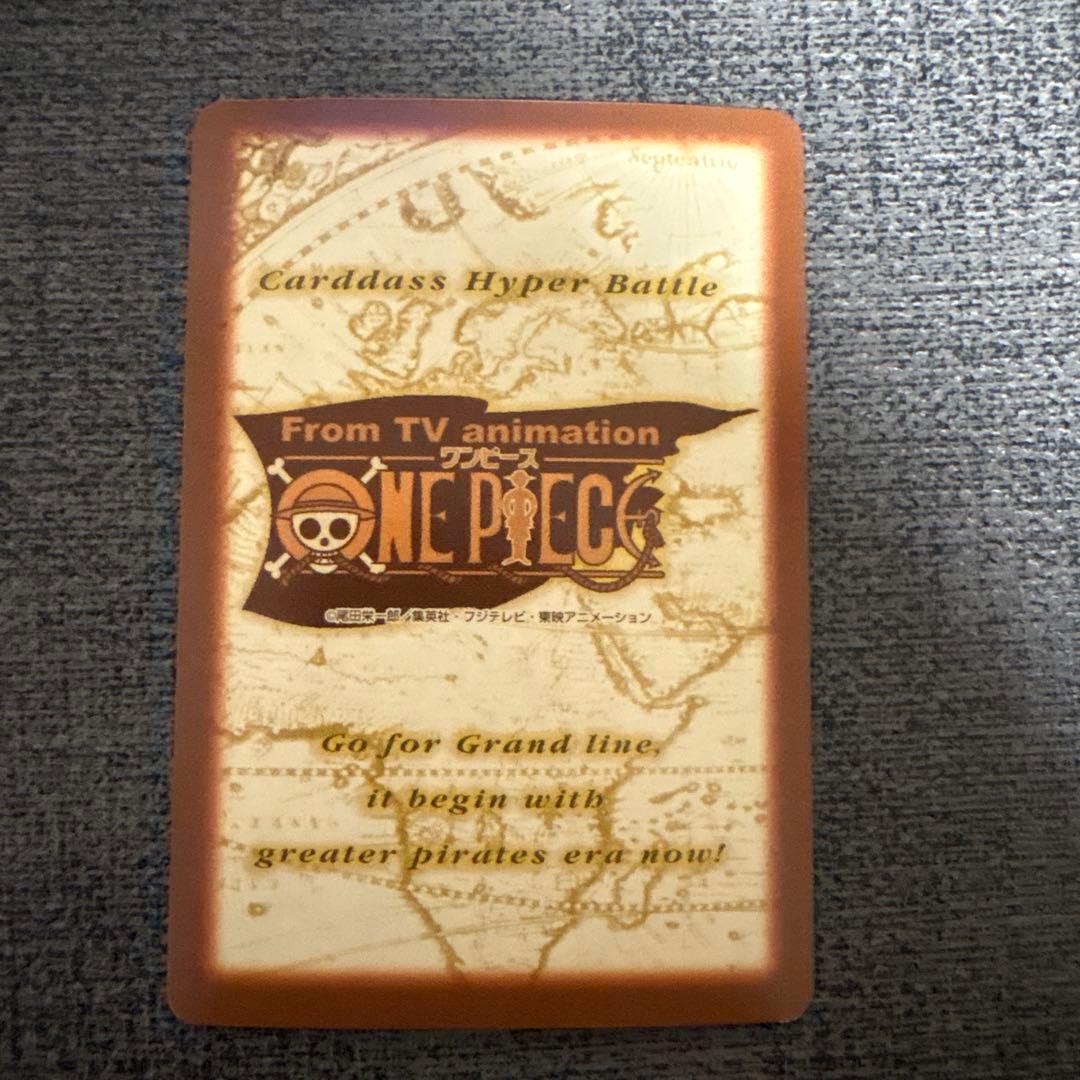 Septentrio
Carddass Hyper Battle
From TV animation
ワンピース
ONE PIECE
©尾田栄一郎/集英社・フジテレビ・東映アニメーション
Go for Grand line,
it begin with
greater pirates era now!